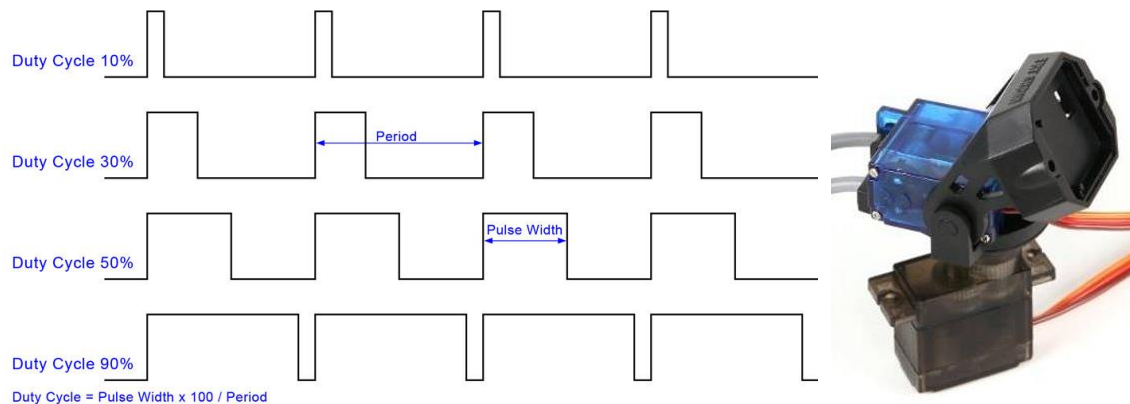 Duty Cycle 10%
Duty Cycle 30%
Period
Duty Cycle 50%
Pulse Width
Duty Cycle 90%
Duty Cycle = Pulse Width x 100 / Period